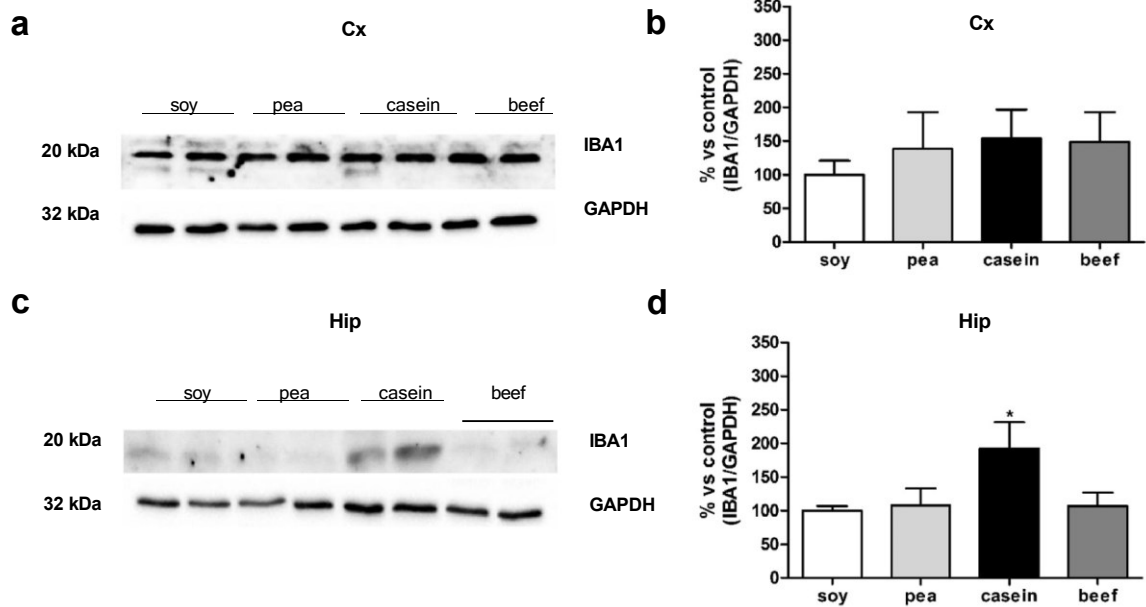 a
Cx
soy pea casein beef
20 kDa
IBA1
32 kDa
GAPDH
b
Cx
% vs control
(IBA1/GAPDH)
350
300
250
200
150
100
50
0
soy pea casein beef
c
Hip
soy pea casein beef
20 kDa
IBA1
32 kDa
GAPDH
d
Hip
% vs control
(IBA1/GAPDH)
350
300
250
200
150
100
50
0
*
soy pea casein beef